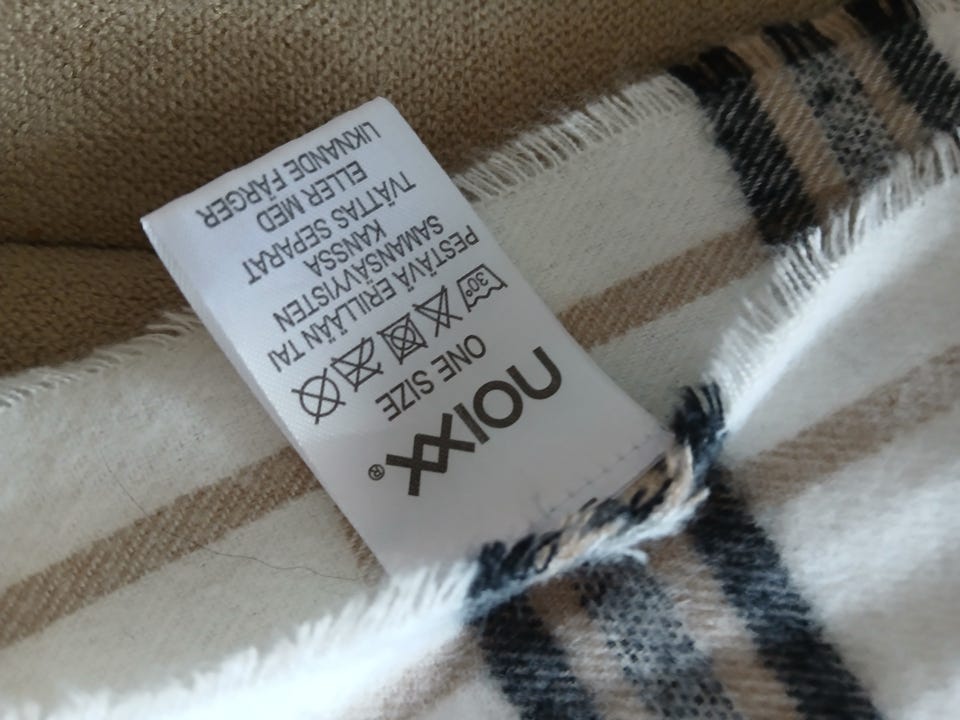 noixx®
ONE SIZE
30°
PESTÄVÄ ERILLÄÄN TAI
SAMANSÄVYISTEN
KANSSA
TVÄTTAS SEPARAT
ELLER MED
LIKNANDE FÄRGER